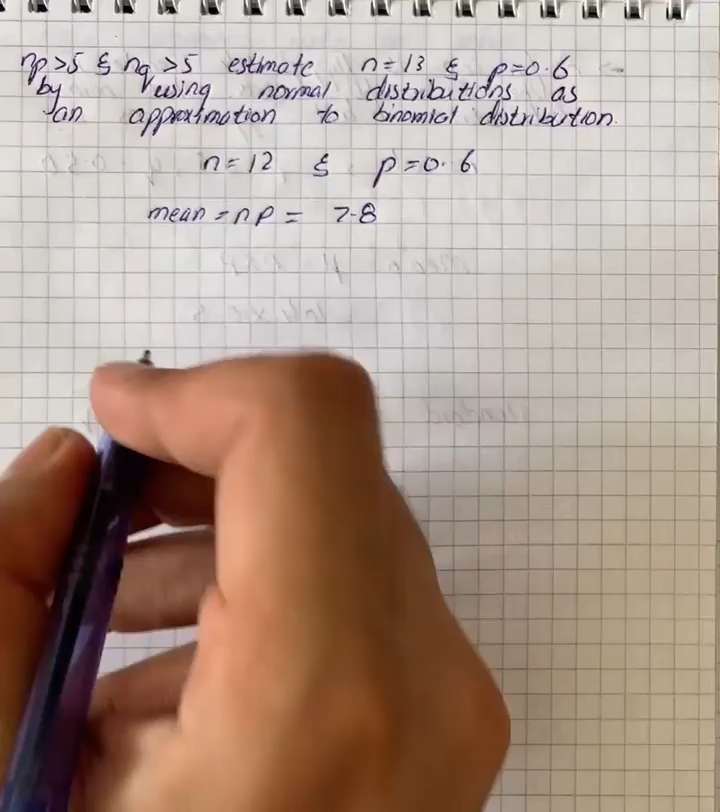 np>5 & nq >5 estimate n=13 & p=0.6
by using normal distributions as
an approximation to binomial distribution.
n=12 & p=0.6
mean = np = 7.8